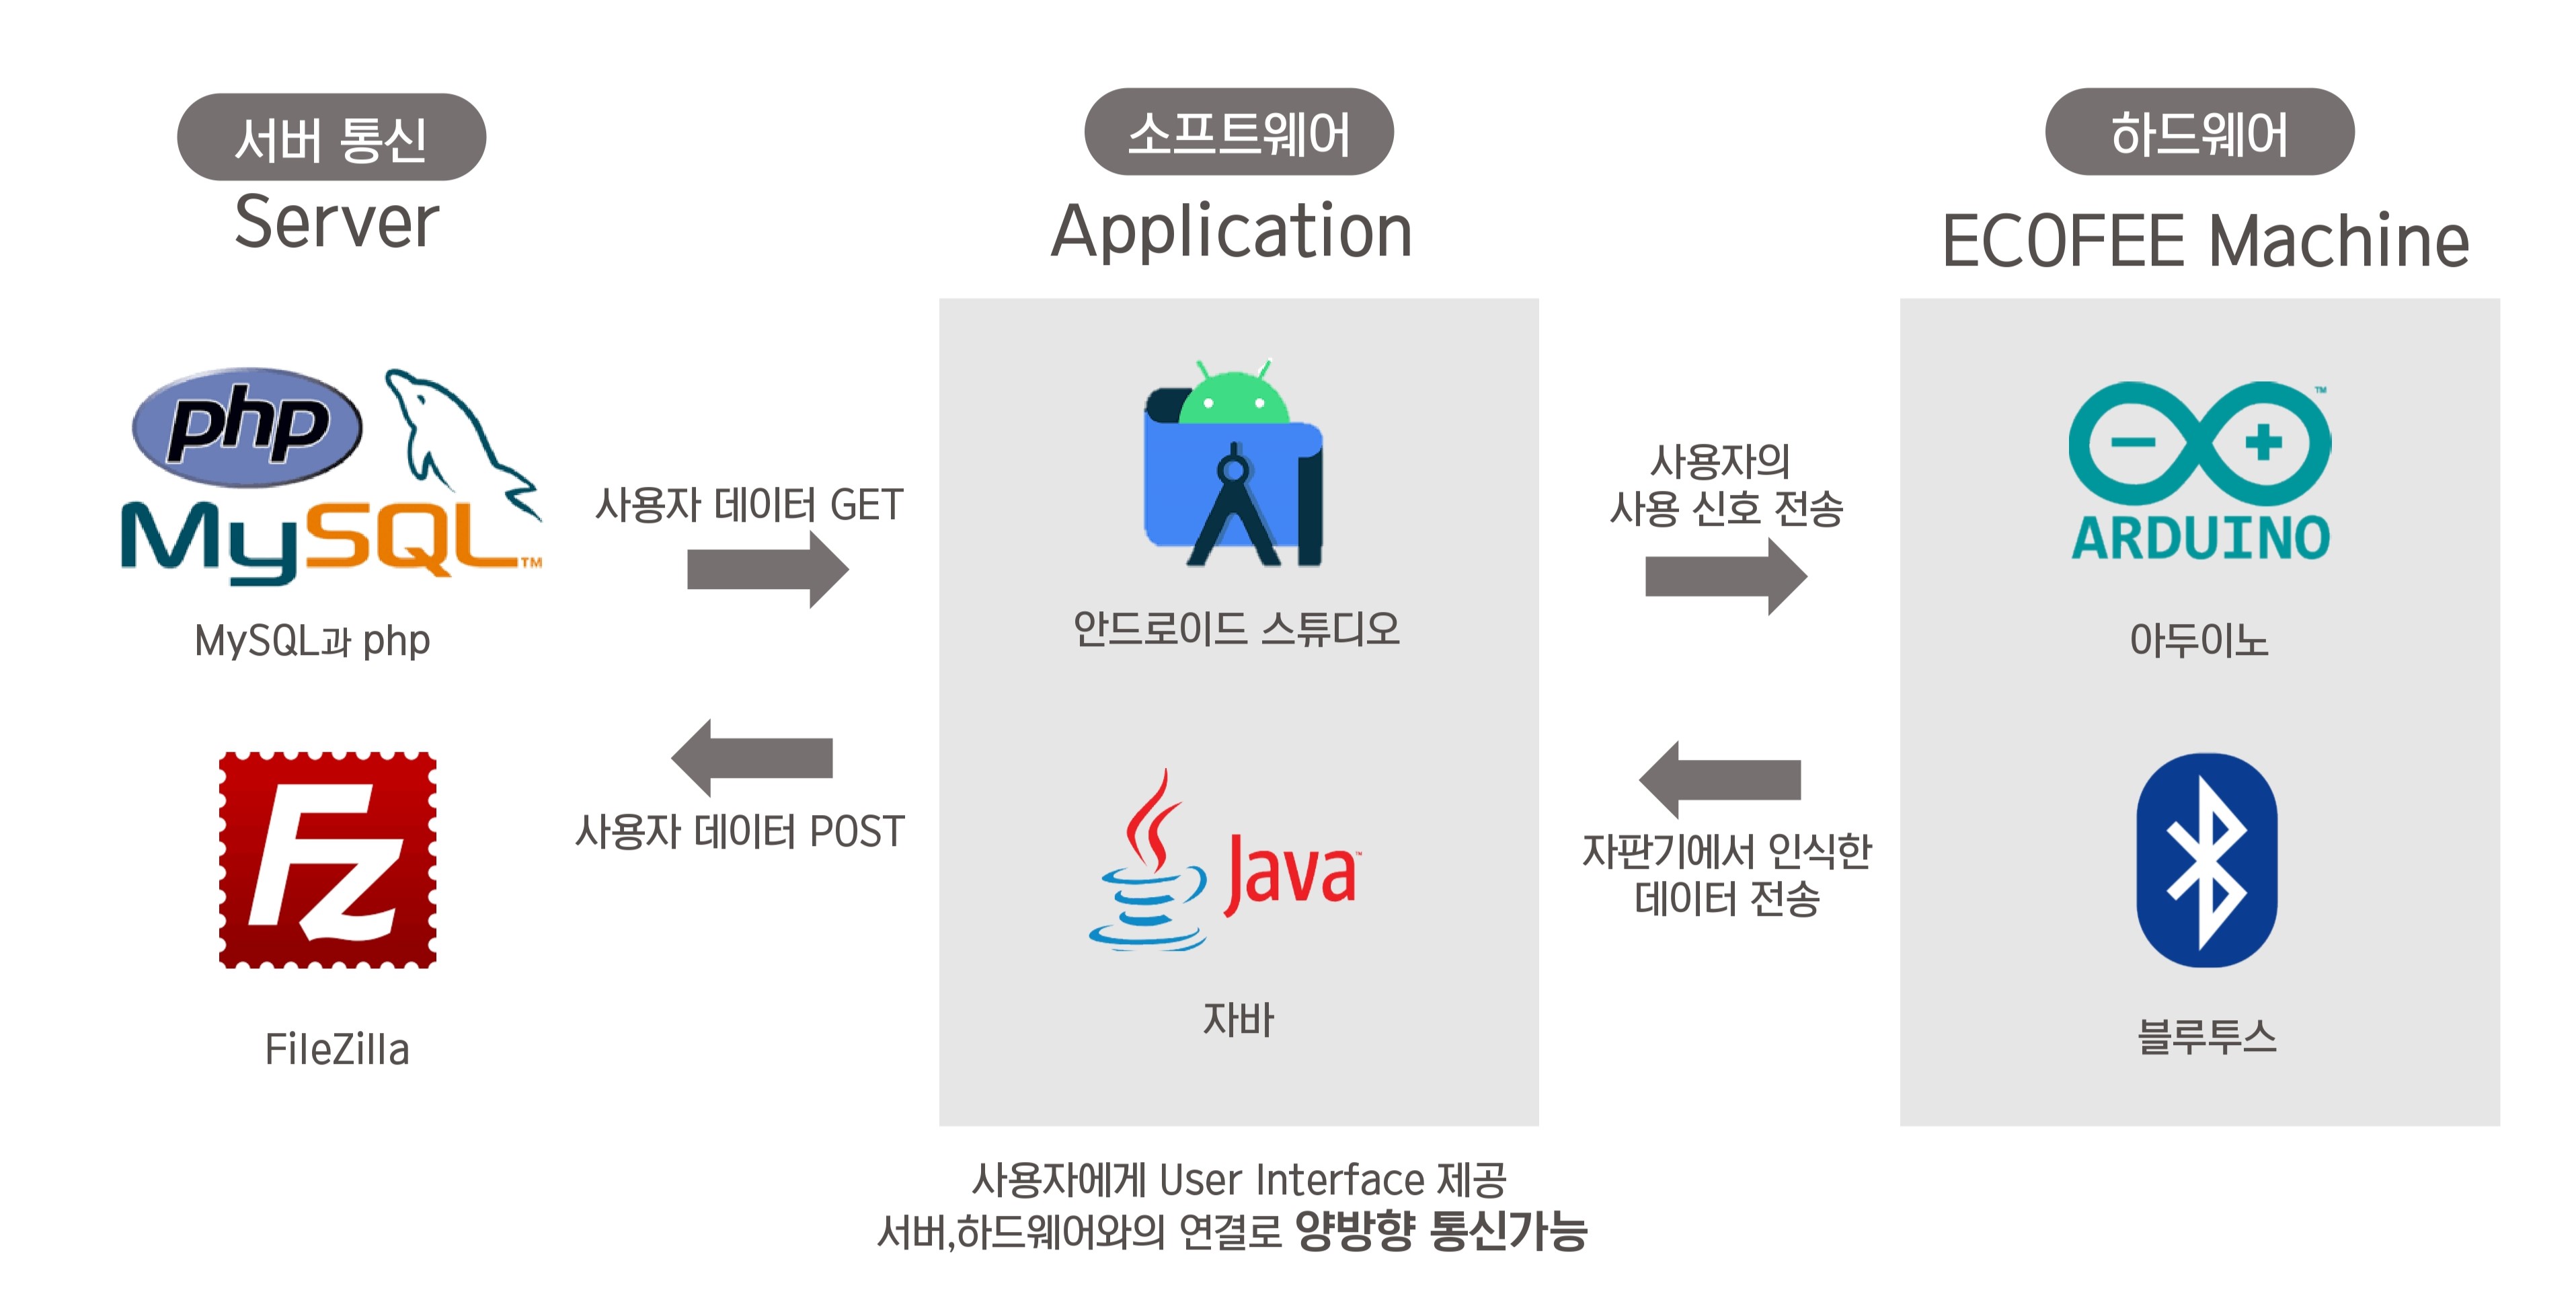 서버 통신
Server
php
MySQL™
MySQL과 php
FileZilla
사용자 데이터 GET
사용자 데이터 POST
소프트웨어
Application
안드로이드 스튜디오
Java™
자바
사용자에게 User Interface 제공
서버,하드웨어와의 연결로 양방향 통신가능
사용자의
사용 신호 전송
자판기에서 인식한
데이터 전송
하드웨어
ECOFEE Machine
™
ARDUINO
아두이노
블루투스
Fz